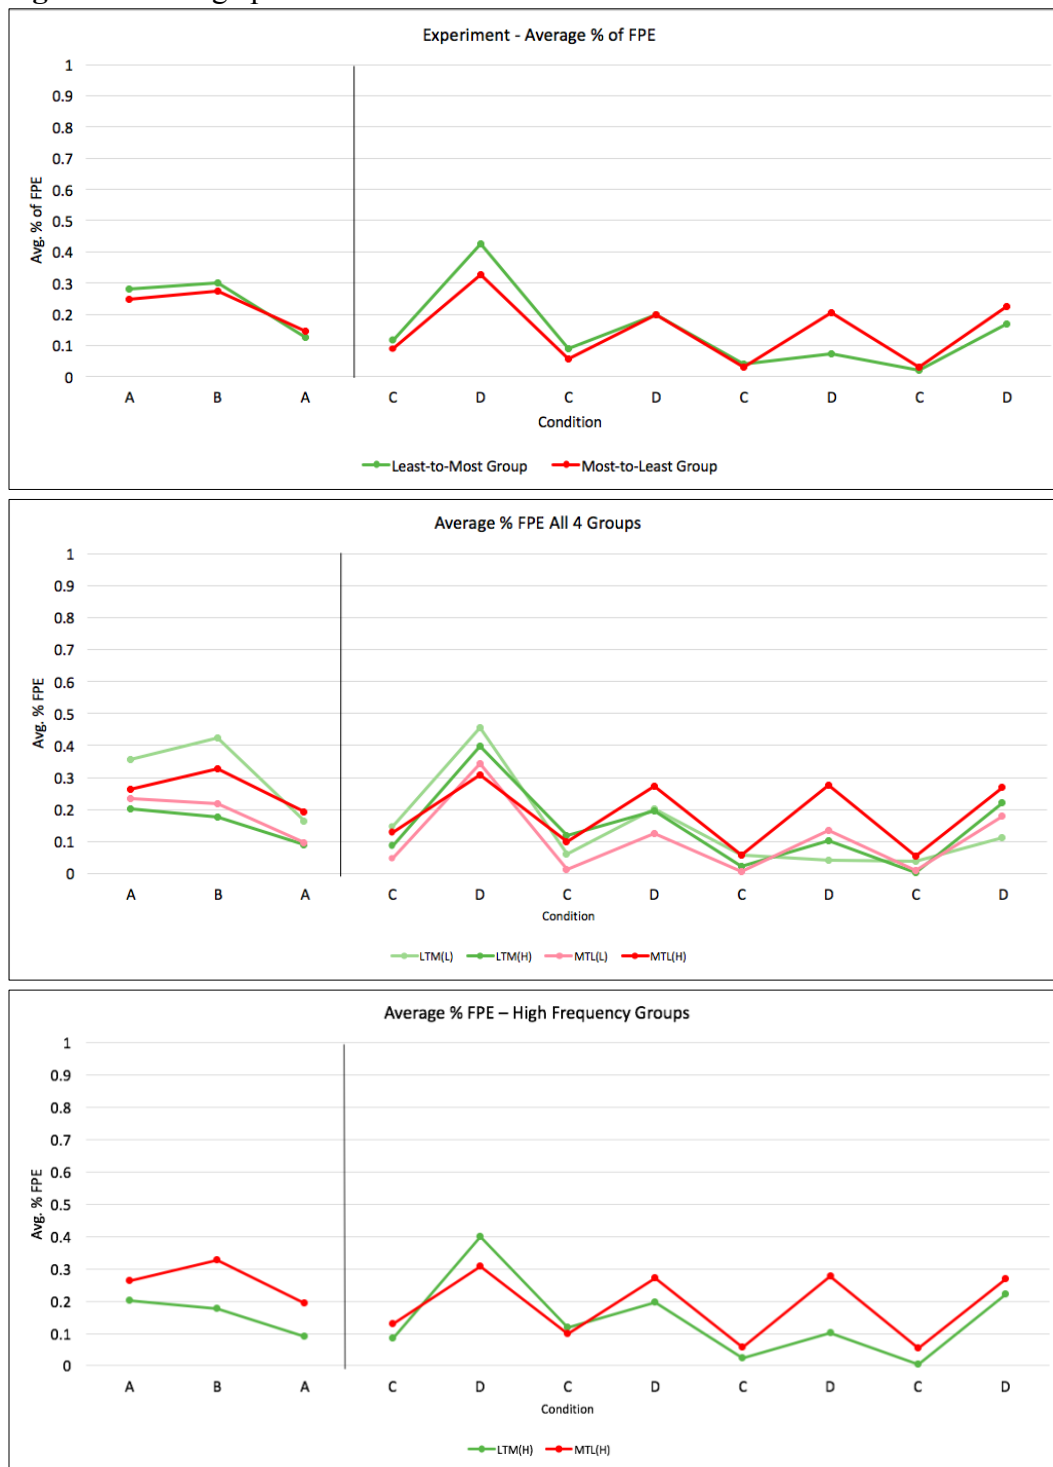 Experiment - Average % of FPE
1
0.9
0.8
0.7
0.6
0.5
0.4
0.3
0.2
0.1
0
Avg. % of FPE
A B A C D C D C D C D
Condition
Least-to-Most Group Most-to-Least Group
Average % FPE All 4 Groups
1
0.9
0.8
0.7
0.6
0.5
0.4
0.3
0.2
0.1
0
Avg. % FPE
A B A C D C D C D C D
Condition
LTM(L) LTM(H) MTL(L) MTL(H)
Average % FPE – High Frequency Groups
1
0.9
0.8
0.7
0.6
0.5
0.4
0.3
0.2
0.1
0
Avg. % FPE
A B A C D C D C D C D
Condition
LTM(H) MTL(H)